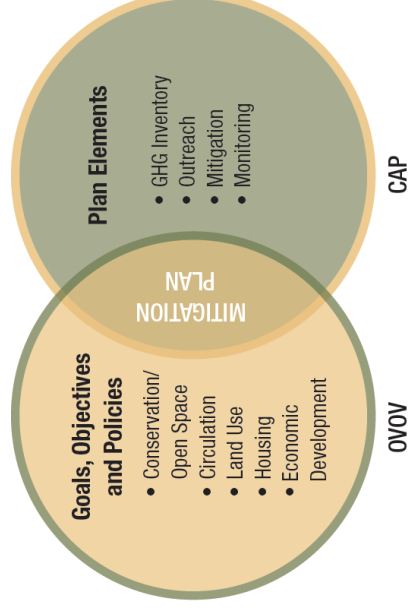 Goals, Objectives
and Policies
• Conservation/
Open Space
• Circulation
• Land Use
• Housing
• Economic
Development
OVOV
MITIGATION
PLAN
Plan Elements
• GHG Inventory
• Outreach
• Mitigation
• Monitoring
CAP